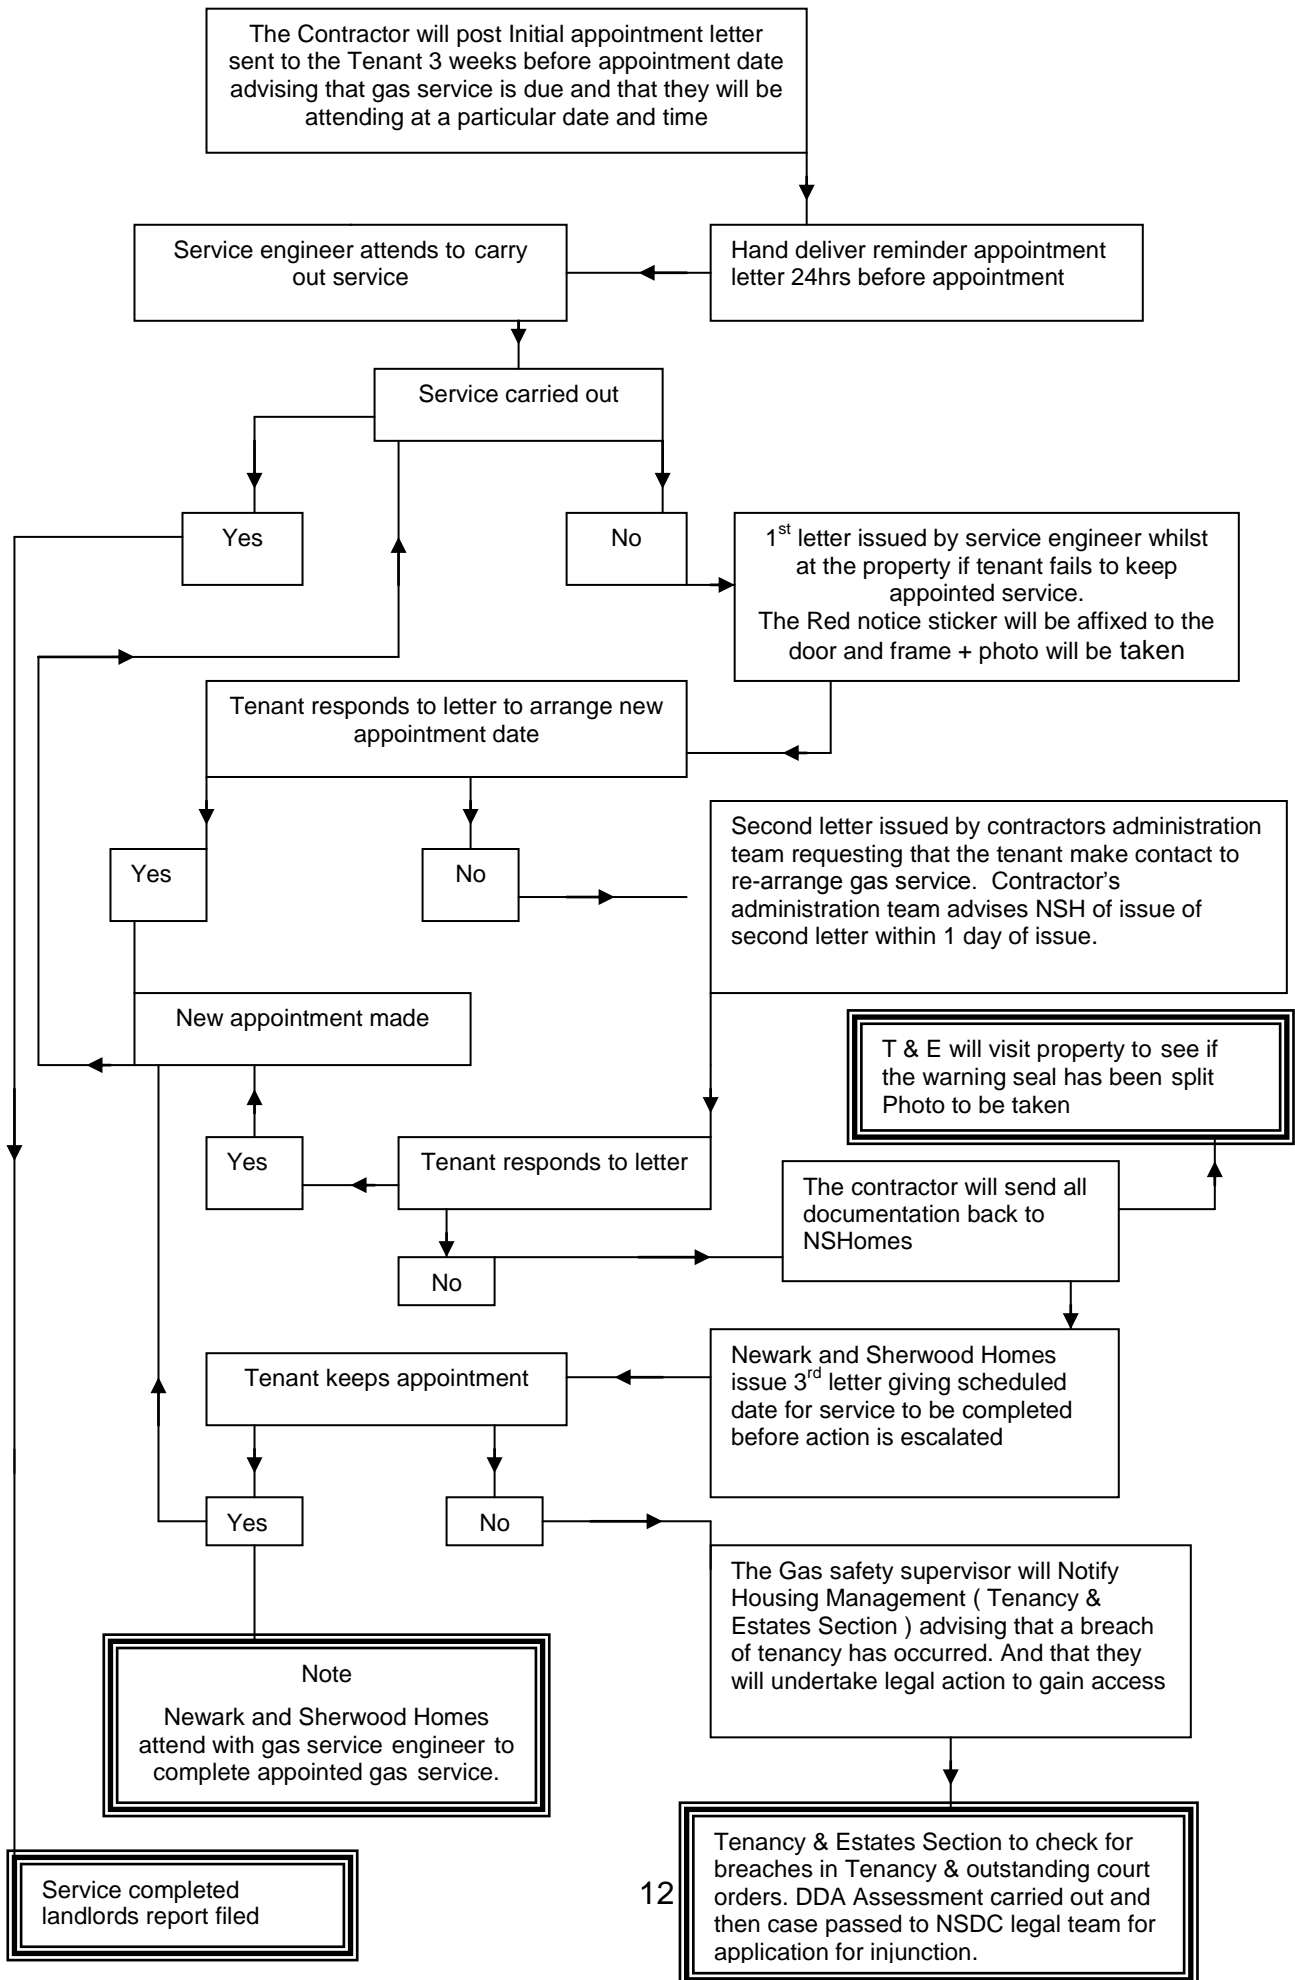 The Contractor will post Initial appointment letter
sent to the Tenant 3 weeks before appointment date
advising that gas service is due and that they will be
attending at a particular date and time
Service engineer attends to carry
out service
Hand deliver reminder appointment
letter 24hrs before appointment
Service carried out
Yes
No
1st letter issued by service engineer whilst
at the property if tenant fails to keep
appointed service.
The Red notice sticker will be affixed to the
door and frame + photo will be taken
Tenant responds to letter to arrange new
appointment date
Yes
No
Second letter issued by contractors administration
team requesting that the tenant make contact to
re-arrange gas service.  Contractor's
administration team advises NSH of issue of
second letter within 1 day of issue.
New appointment made
T & E will visit property to see if
the warning seal has been split
Photo to be taken
Yes
Tenant responds to letter
The contractor will send all
documentation back to
NSHomes
No
Newark and Sherwood Homes
issue 3rd letter giving scheduled
date for service to be completed
before action is escalated
Tenant keeps appointment
Yes
No
The Gas safety supervisor will Notify
Housing Management ( Tenancy &
Estates Section ) advising that a breach
of tenancy has occurred. And that they
will undertake legal action to gain access
Note
Newark and Sherwood Homes
attend with gas service engineer to
complete appointed gas service.
Tenancy & Estates Section to check for
breaches in Tenancy & outstanding court
orders. DDA Assessment carried out and
then case passed to NSDC legal team for
application for injunction.
Service completed
landlords report filed
12